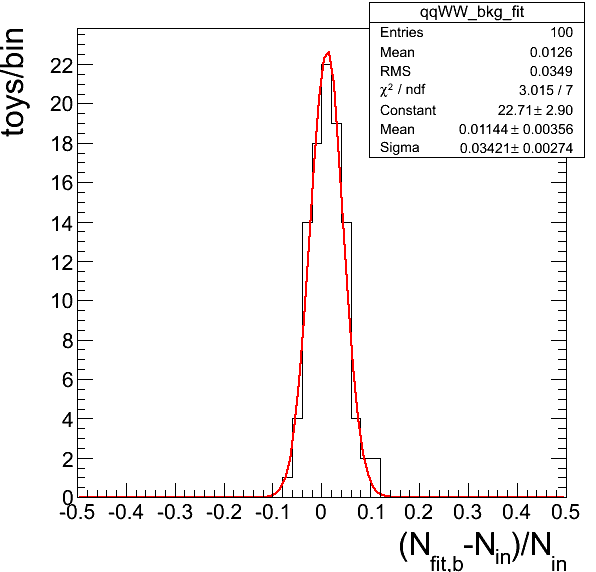 qqWW_bkg_fit
Entries 100
Mean 0.0126
RMS 0.0349
χ² / ndf 3.015 / 7
Constant 22.71± 2.90
Mean 0.01144± 0.00356
Sigma 0.03421± 0.00274
toys/bin
22
20
18
16
14
12
10
8
6
4
2
0
-0.5 -0.4 -0.3 -0.2 -0.1 0 0.1 0.2 0.3 0.4 0.5
(N_fit,b-N_in)/N_in